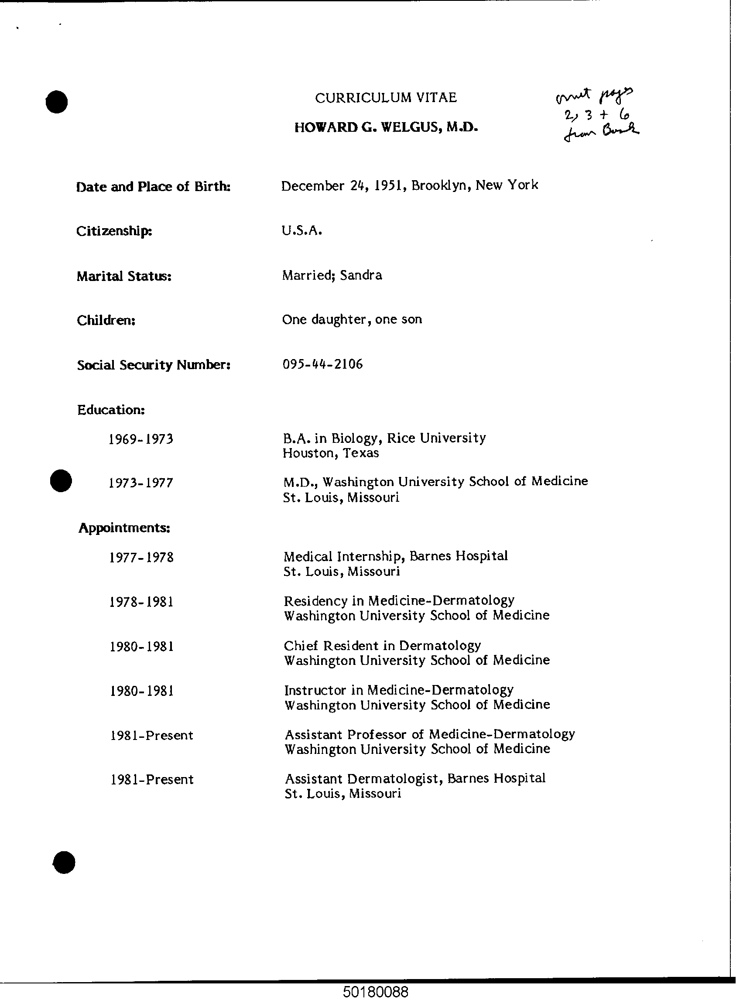 CURRICULUM VITAE
HOWARD G. WELGUS, M.D.
omit pages
2, 3 + 6
from Book
Date and Place of Birth: December 24, 1951, Brooklyn, New York
Citizenship: U.S.A.
Marital Status: Married; Sandra
Children: One daughter, one son
Social Security Number: 095-44-2106
Education:
1969-1973 B.A. in Biology, Rice University
Houston, Texas
1973-1977 M.D., Washington University School of Medicine
St. Louis, Missouri
Appointments:
1977-1978 Medical Internship, Barnes Hospital
St. Louis, Missouri
1978-1981 Residency in Medicine-Dermatology
Washington University School of Medicine
1980-1981 Chief Resident in Dermatology
Washington University School of Medicine
1980-1981 Instructor in Medicine-Dermatology
Washington University School of Medicine
1981-Present Assistant Professor of Medicine-Dermatology
Washington University School of Medicine
1981-Present Assistant Dermatologist, Barnes Hospital
St. Louis, Missouri
50180088